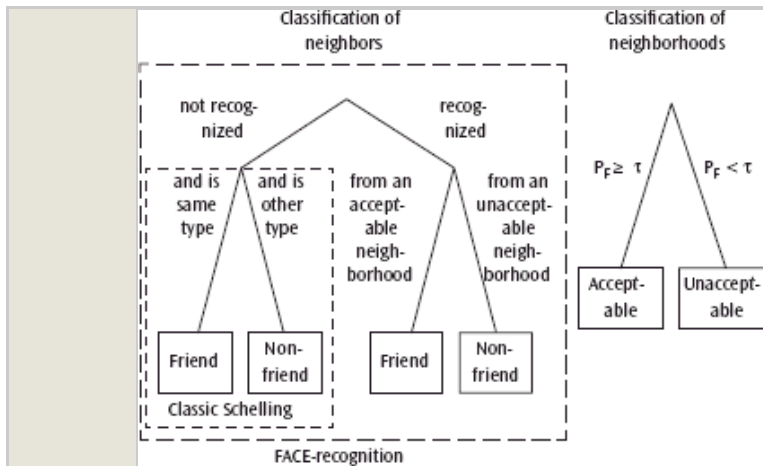 Classification of
neighbors
Classification of
neighborhoods
not recog-
nized
recog-
nized
and is
same
type
and is
other
type
from an
accept-
able
neigh-
borhood
from an
unaccept-
able
neigh-
borhood
P_F ≥ τ
P_F < τ
Friend
Non-
friend
Friend
Non-
friend
Accept-
able
Unaccept-
able
Classic Schelling
FACE-recognition